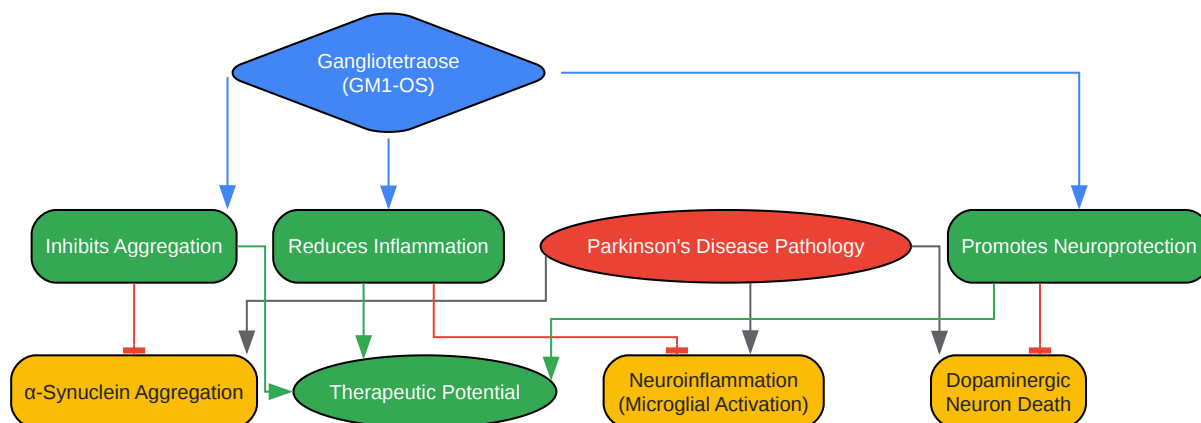 Gangliotetraose
(GM1-OS)
Inhibits Aggregation
Reduces Inflammation
Parkinson's Disease Pathology
Promotes Neuroprotection
α-Synuclein Aggregation
Therapeutic Potential
Neuroinflammation
(Microglial Activation)
Dopaminergic
Neuron Death